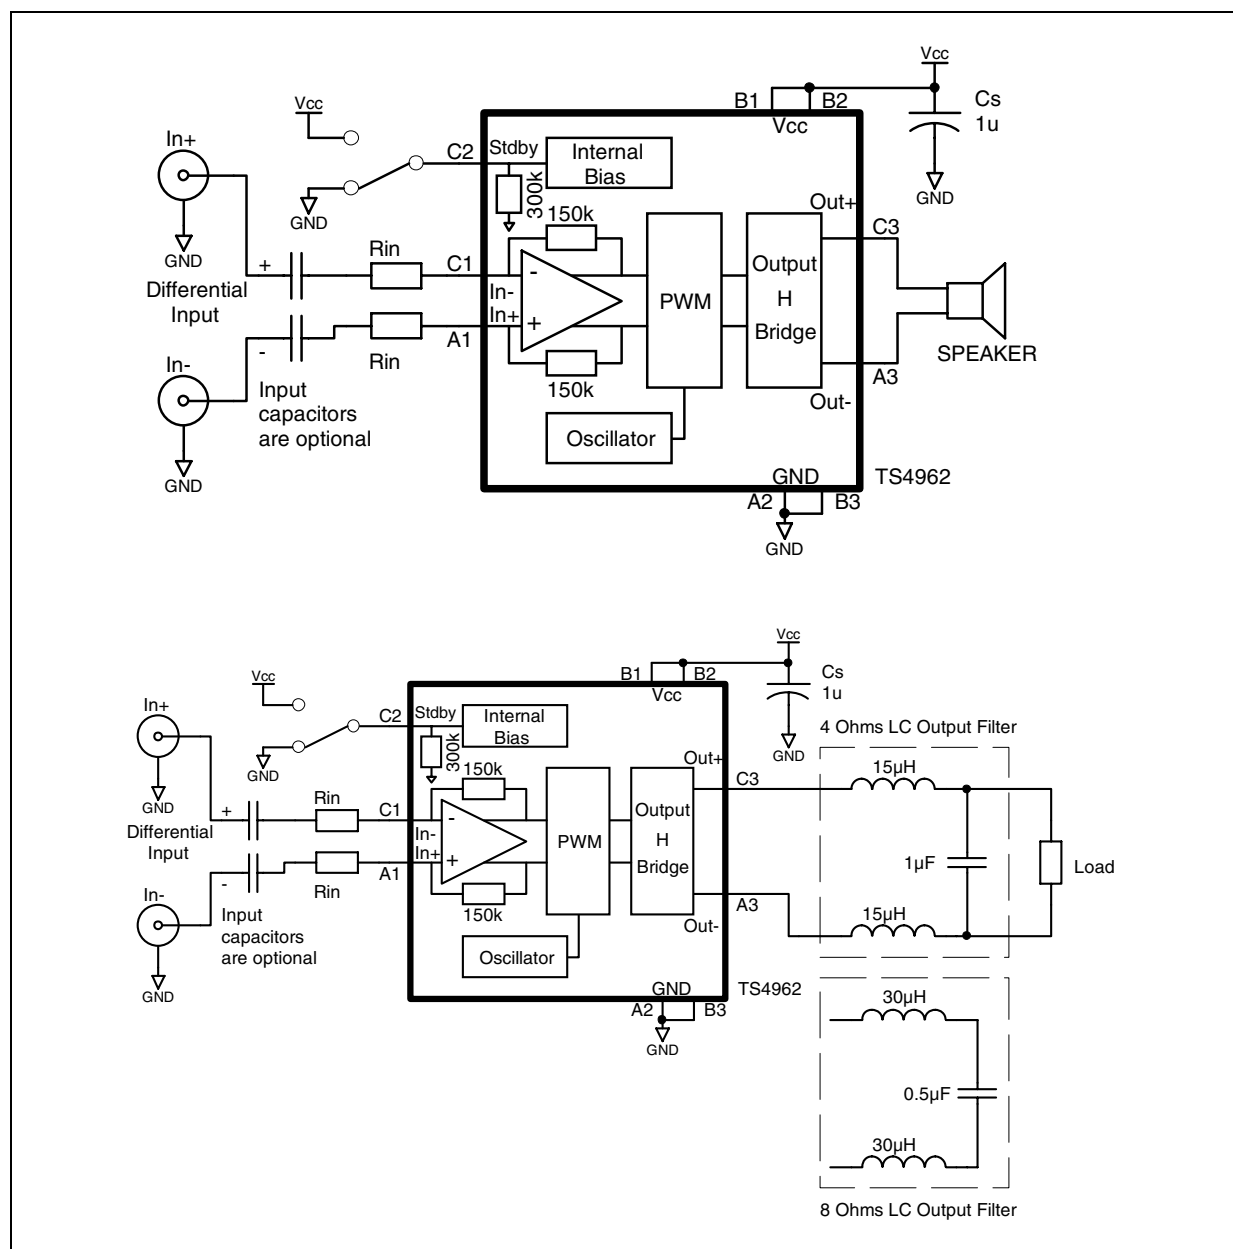 Vcc
Cs
1u
GND
B1
B2
Vcc
Vcc
In+
GND
GND
C2
Stdby
300k
Internal
Bias
150k
Out+
C3
+
Rin
C1
Differential
Input
In-
In+
-
+
PWM
Output
H
Bridge
SPEAKER
-
Rin
A1
In-
GND
Input
capacitors
are optional
150k
A3
Out-
Oscillator
GND
TS4962
A2
B3
GND
Vcc
Cs
1u
GND
B1
B2
Vcc
Vcc
In+
GND
GND
C2
Stdby
300k
Internal
Bias
150k
Out+
C3
4 Ohms LC Output Filter
15µH
+
Rin
C1
Differential
Input
In-
In+
-
+
PWM
Output
H
Bridge
1µF
Load
-
Rin
A1
In-
GND
Input
capacitors
are optional
150k
A3
Out-
15µH
Oscillator
GND
TS4962
A2
B3
GND
30µH
0.5µF
30µH
8 Ohms LC Output Filter